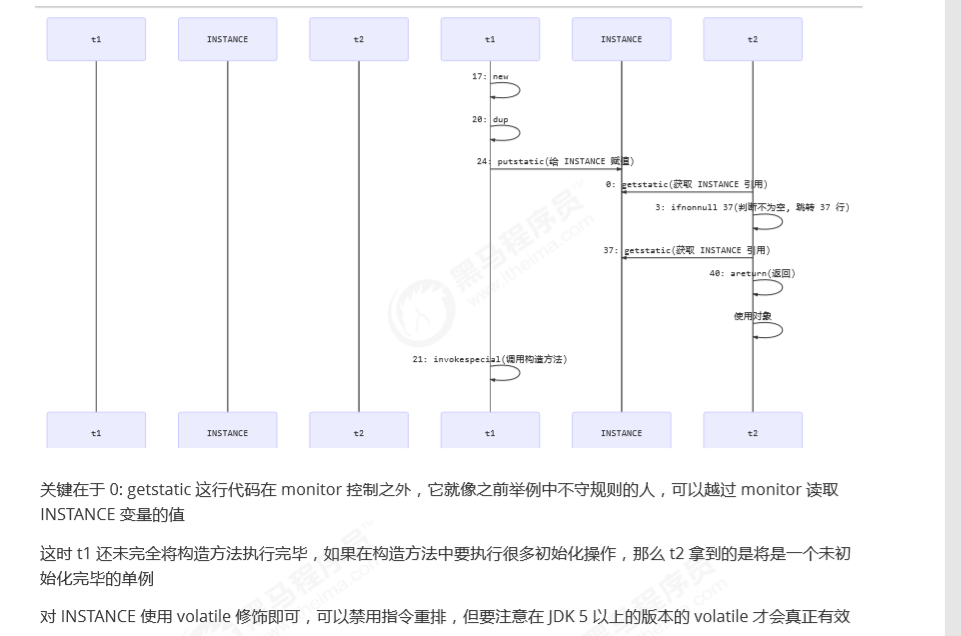 t1 INSTANCE t2 t1 INSTANCE t2
17: new
20: dup
24: putstatic(给 INSTANCE 赋值)
0: getstatic(获取 INSTANCE 引用)
3: ifnonnull 37(判断不为空, 跳转 37 行)
37: getstatic(获取 INSTANCE 引用)
40: areturn(返回)
使用对象
21: invokespecial(调用构造方法)
t1 INSTANCE t2 t1 INSTANCE t2
黑马程序员™
www.itheima.com
关键在于 0: getstatic 这行代码在 monitor 控制之外，它就像之前举例中不守规则的人，可以越过 monitor 读取
INSTANCE 变量的值
这时 t1 还未完全将构造方法执行完毕，如果在构造方法中要执行很多初始化操作，那么 t2 拿到的是将是一个未初
始化完毕的单例
对 INSTANCE 使用 volatile 修饰即可，可以禁用指令重排，但要注意在 JDK 5 以上的版本的 volatile 才会真正有效